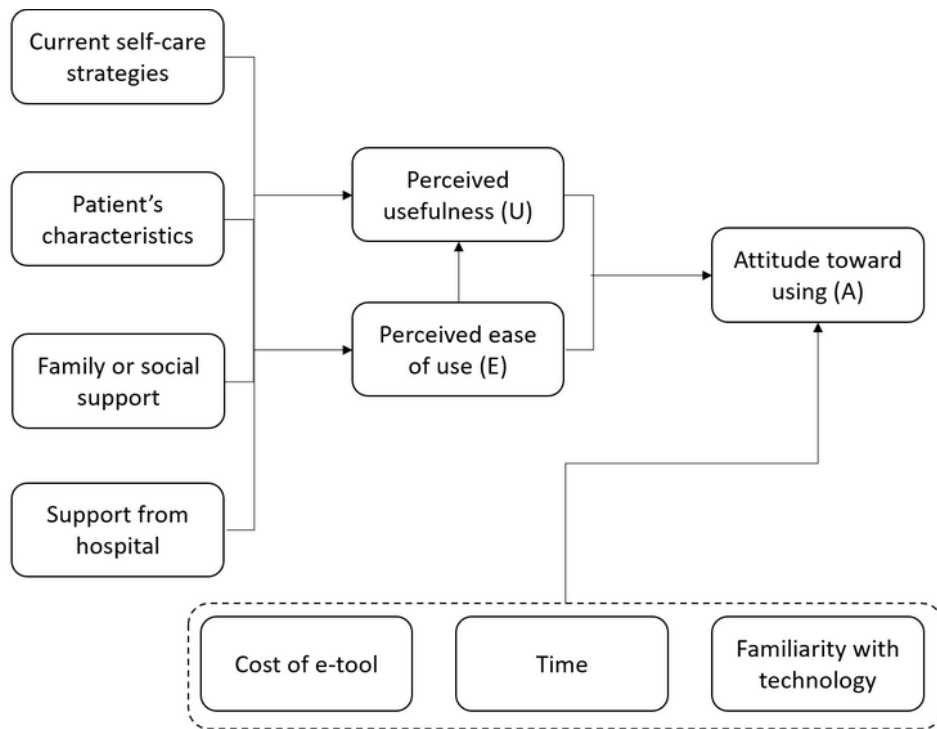 Current self-care
strategies
Patient’s
characteristics
Family or social
support
Support from
hospital
Perceived
usefulness (U)
Perceived ease
of use (E)
Attitude toward
using (A)
Cost of e-tool
Time
Familiarity with
technology